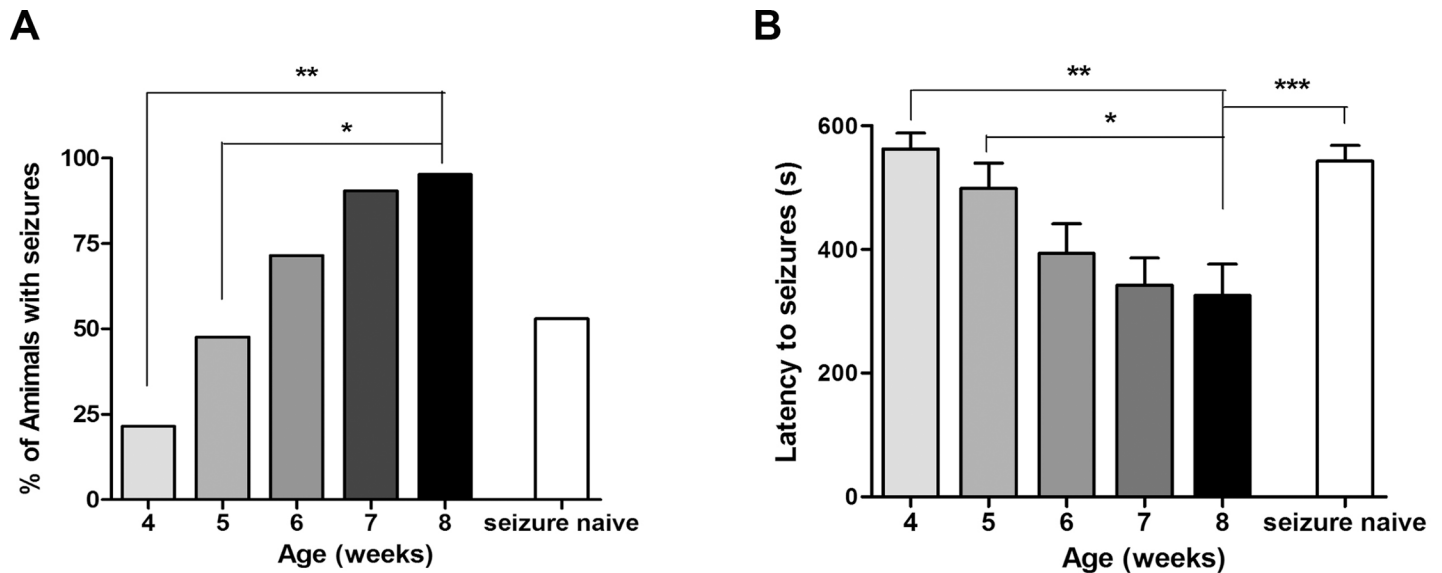 A
**
*
% of Amimals with seizures
100
75
50
25
0
4 5 6 7 8 seizure naive
Age (weeks)
B
**
***
*
Latency to seizures (s)
600
400
200
0
4 5 6 7 8 seizure naive
Age (weeks)